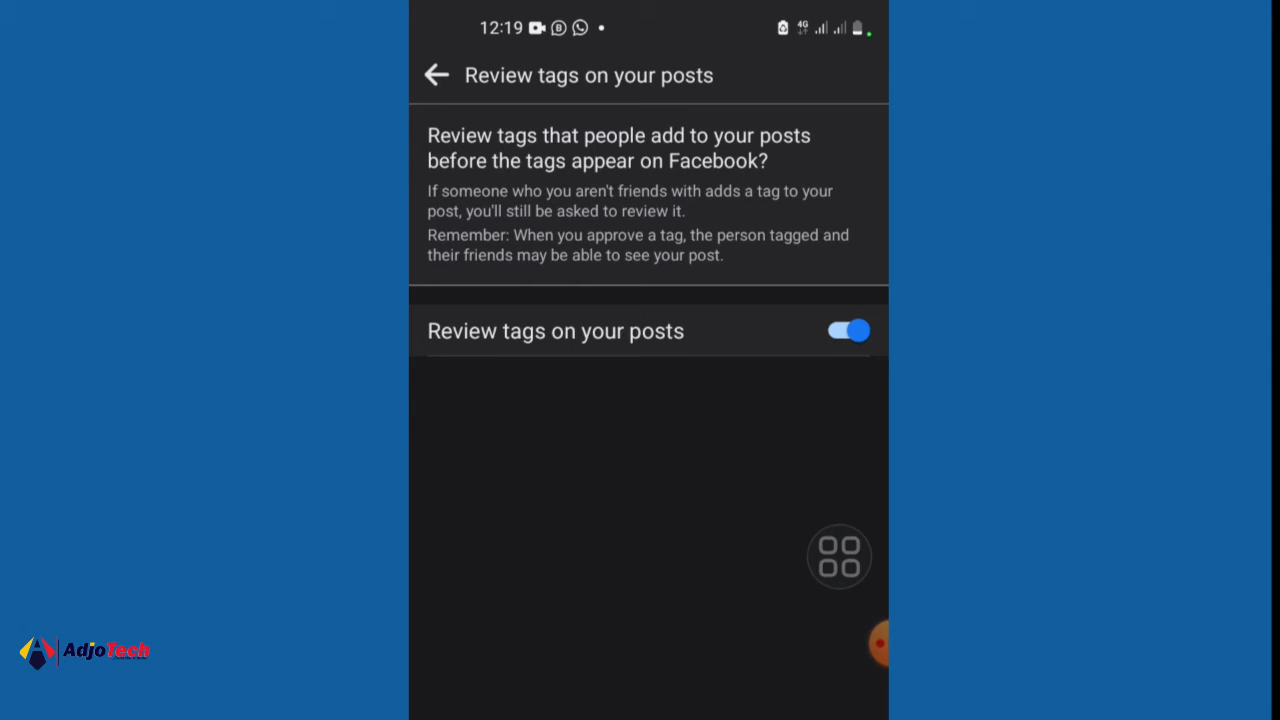 12:19
4G
Review tags on your posts
Review tags that people add to your posts
before the tags appear on Facebook?
If someone who you aren't friends with adds a tag to your
post, you'll still be asked to review it.
Remember: When you approve a tag, the person tagged and
their friends may be able to see your post.
Review tags on your posts
AdjoTech